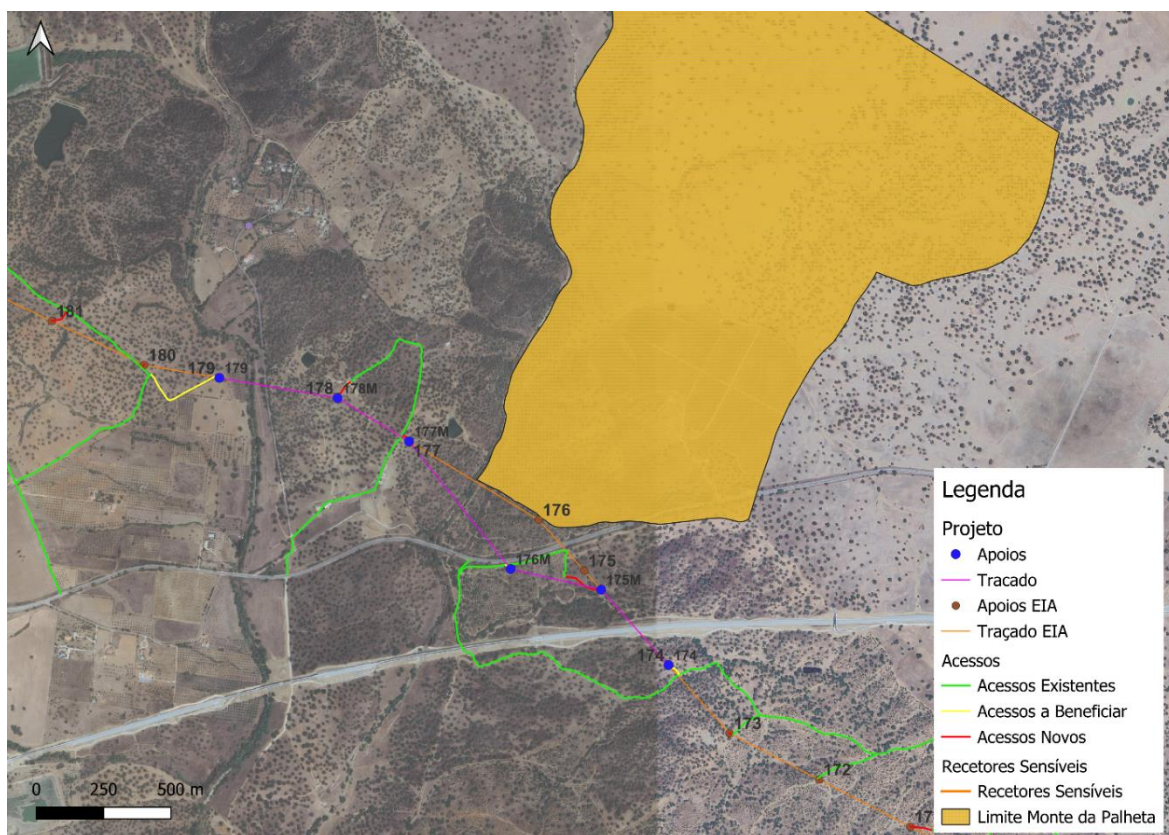 181
180
179
179
178
178M
177M
177
176
176M
175
175M
174
174
173
172
17
0
250
500 m
Legenda
Projeto
Apoios
Tracado
Apoios EIA
Traçado EIA
Acessos
Acessos Existentes
Acessos a Beneficiar
Acessos Novos
Recetores Sensíveis
Recetores Sensíveis
Limite Monte da Palheta